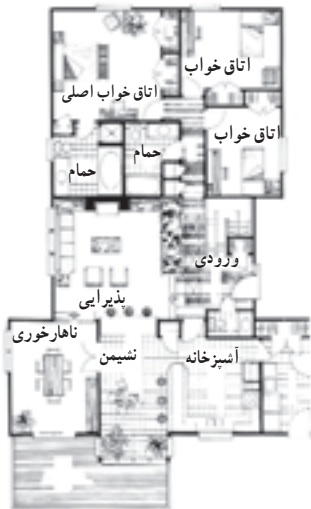 اتاق خواب
اتاق خواب اصلی
اتاق خواب
حمام
حمام
ورودی
پذیرایی
ناهارخوری
نشیمن
آشپزخانه